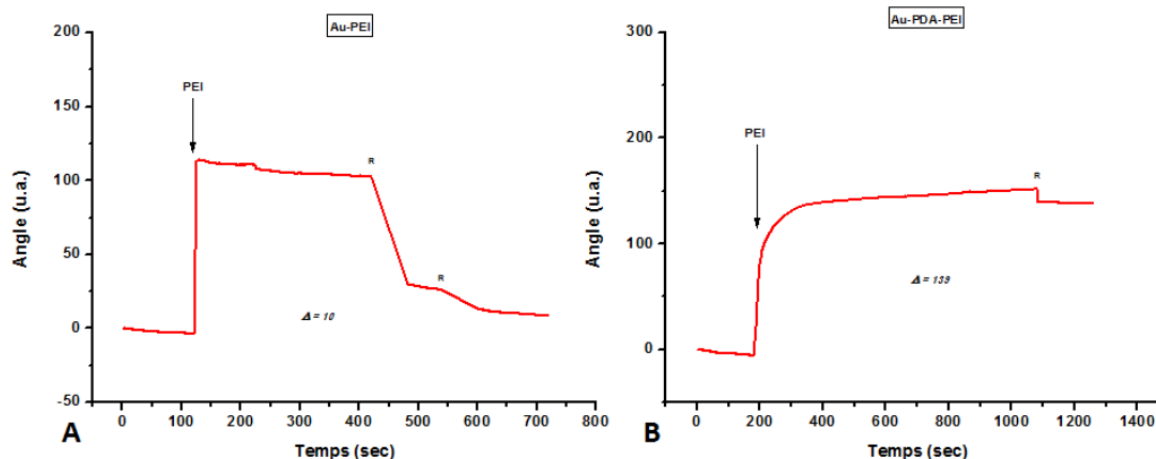 Au-PEI
200
150
100
50
0
-50
Angle (u.a.)
PEI
R
R
Δ = 10
0 100 200 300 400 500 600 700 800
Temps (sec)
A
Au-PDA-PEI
300
200
100
0
Angle (u.a.)
PEI
R
Δ = 139
0 200 400 600 800 1000 1200 1400
Temps (sec)
B